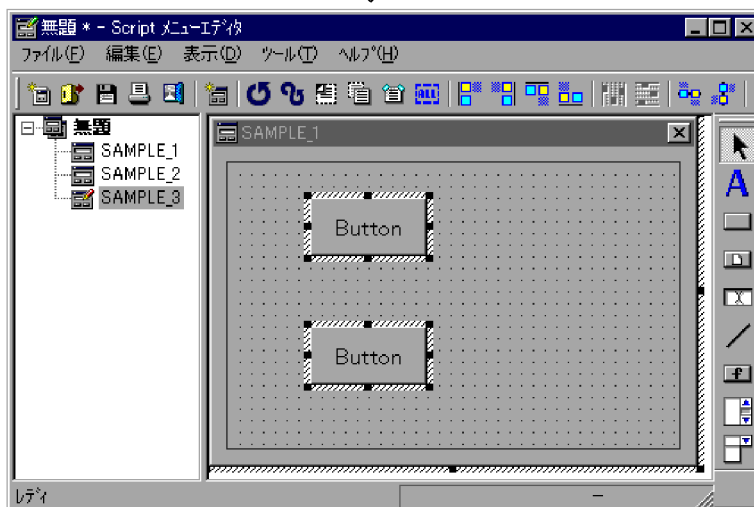 無題 * - Script ﾒﾆｭｰｴﾃﾞｨﾀ
ﾌｧｲﾙ(F) 編集(E) 表示(D) ﾂｰﾙ(T) ﾍﾙﾌﾟ(H)
ALL
無題
SAMPLE_1
SAMPLE_2
SAMPLE_3
SAMPLE_1
Button
Button
A
f
ﾚﾃﾞｨ